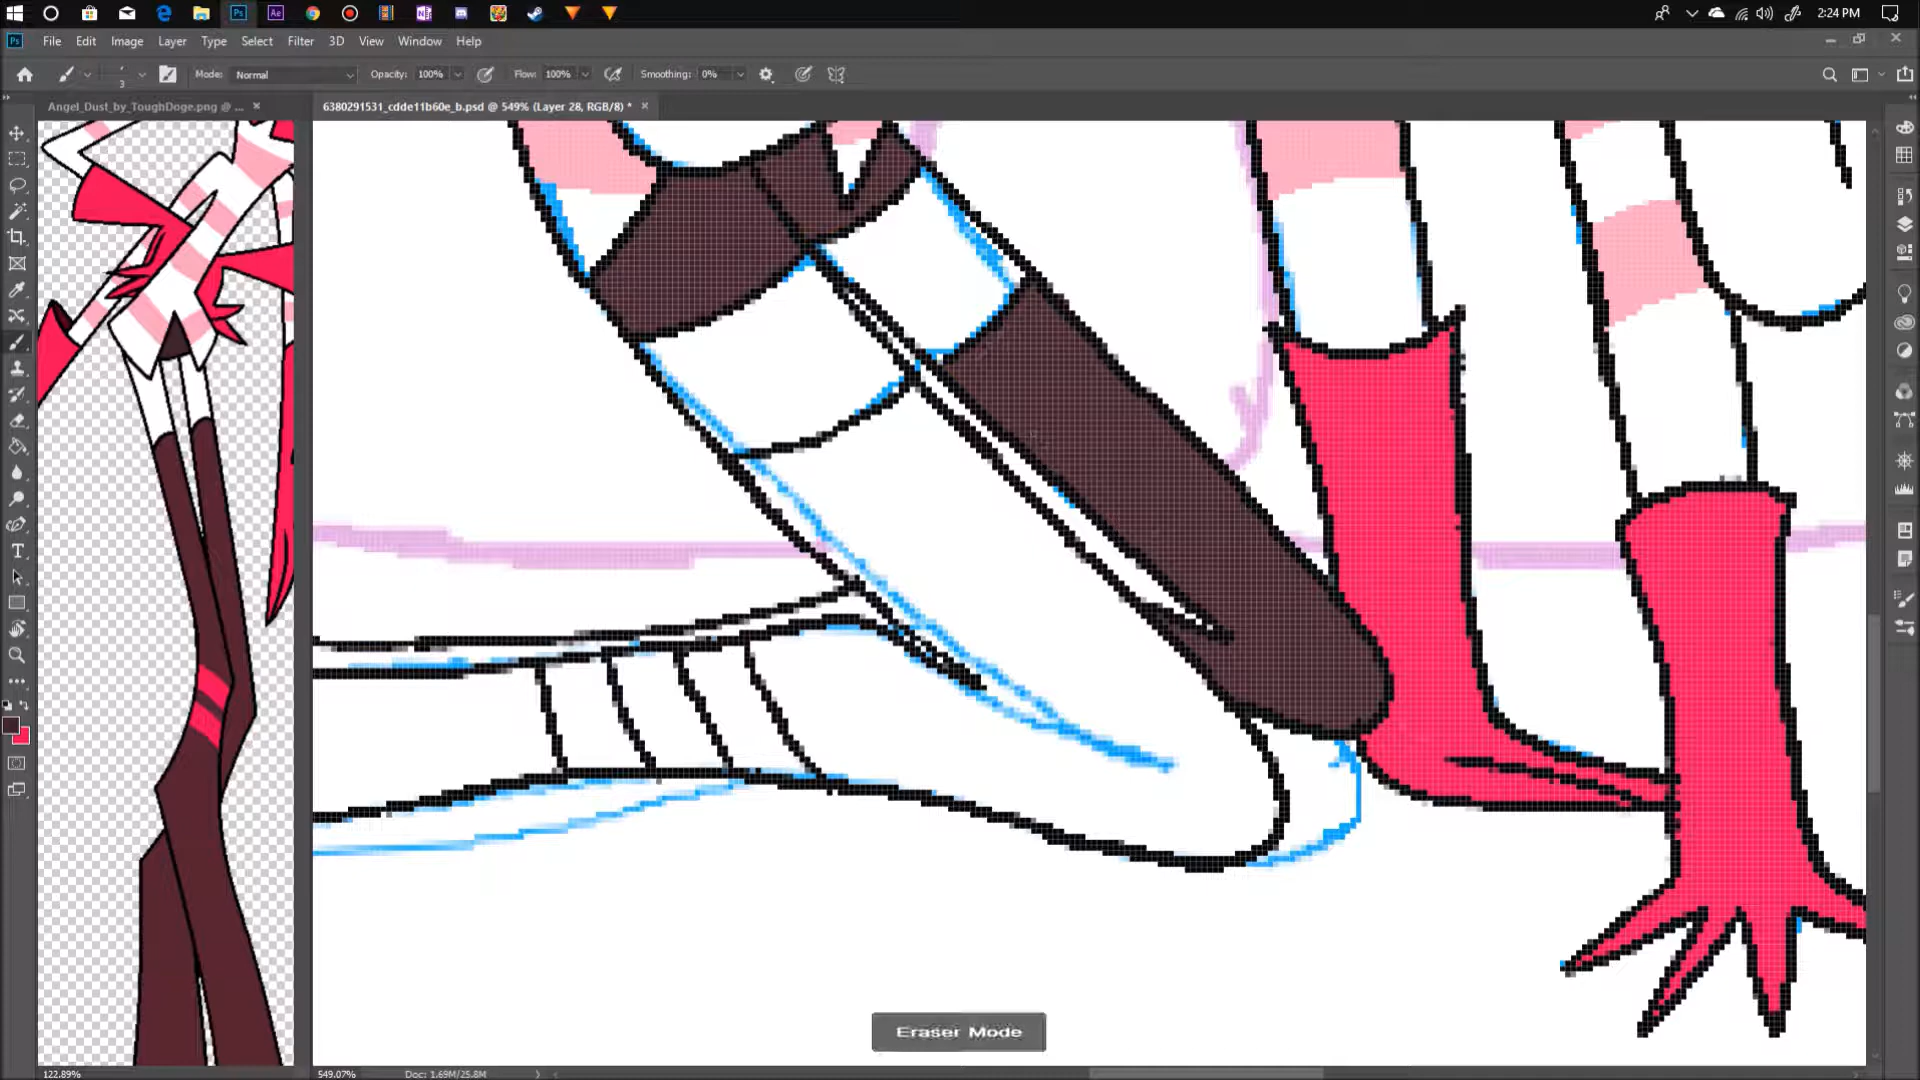 2:24 PM
File Edit Image Layer Type Select Filter 3D View Window Help
3 Mode: Normal Opacity: 100% Flow: 100% Smoothing: 0%
Angel_Dust_by_ToughDoge.png @ ... × 6380291531_cdde11b60e_b.psd @ 549% (Layer 28, RGB/8) * ×
Eraser Mode
122.89% 549.07% Doc: 1.69M/25.8M